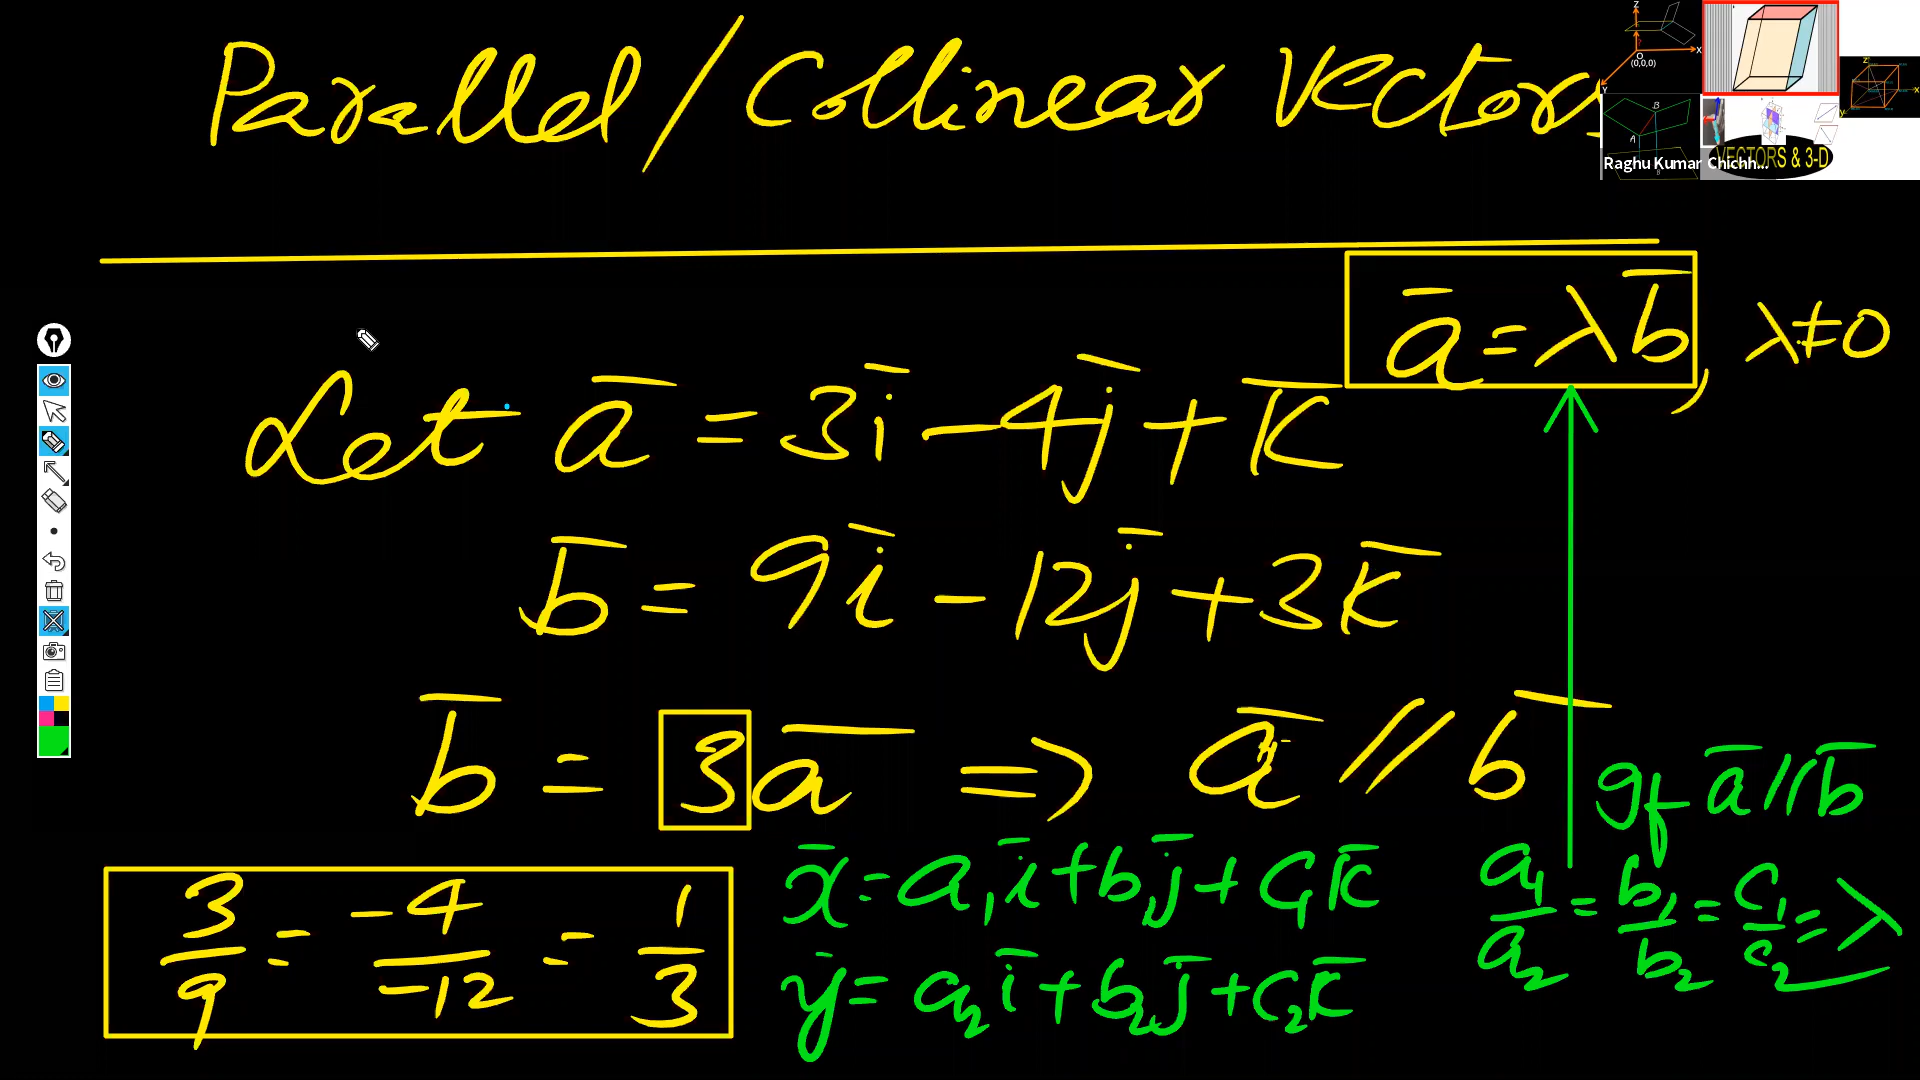 Parallel/Collinear Vectors
Z
X
O
(0,0,0)
Y
B
A
Raghu Kumar Chichh...
VECTORS & 3-D
a̅ = λb̅, λ ≠ 0
Let a̅ = 3i̅ - 4j̅ + k̅
b̅ = 9i̅ - 12j̅ + 3k̅
b̅ = 3a̅ ⇒ a̅ // b̅
If a̅ // b̅
3/9 = -4/-12 = 1/3
x̅ = a₁i̅ + b₁j̅ + c₁k̅
y̅ = a₂i̅ + b₂j̅ + c₂k̅
a₁/a₂ = b₁/b₂ = c₁/c₂ = λ